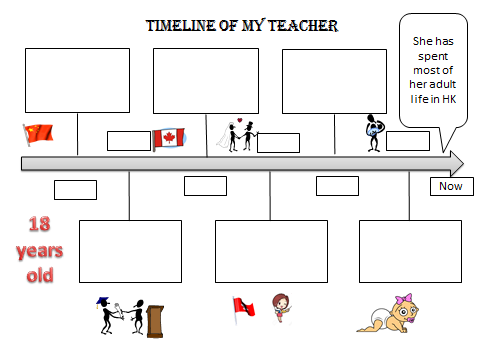 TIMELINE OF MY TEACHER
She has
spent
most of
her adult
life in HK
Now
18
years
old